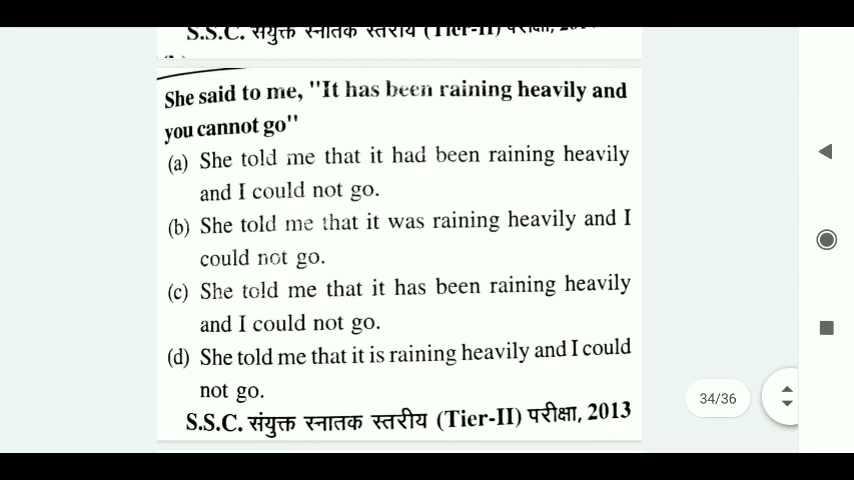 S.S.C. संयुक्त स्नातक स्तरीय (Tier-II) परीक्षा,
She said to me, "It has been raining heavily and
you cannot go"
(a) She told me that it had been raining heavily
and I could not go.
(b) She told me that it was raining heavily and I
could not go.
(c) She told me that it has been raining heavily
and I could not go.
(d) She told me that it is raining heavily and I could
not go.
S.S.C. संयुक्त स्नातक स्तरीय (Tier-II) परीक्षा, 2013
34/36